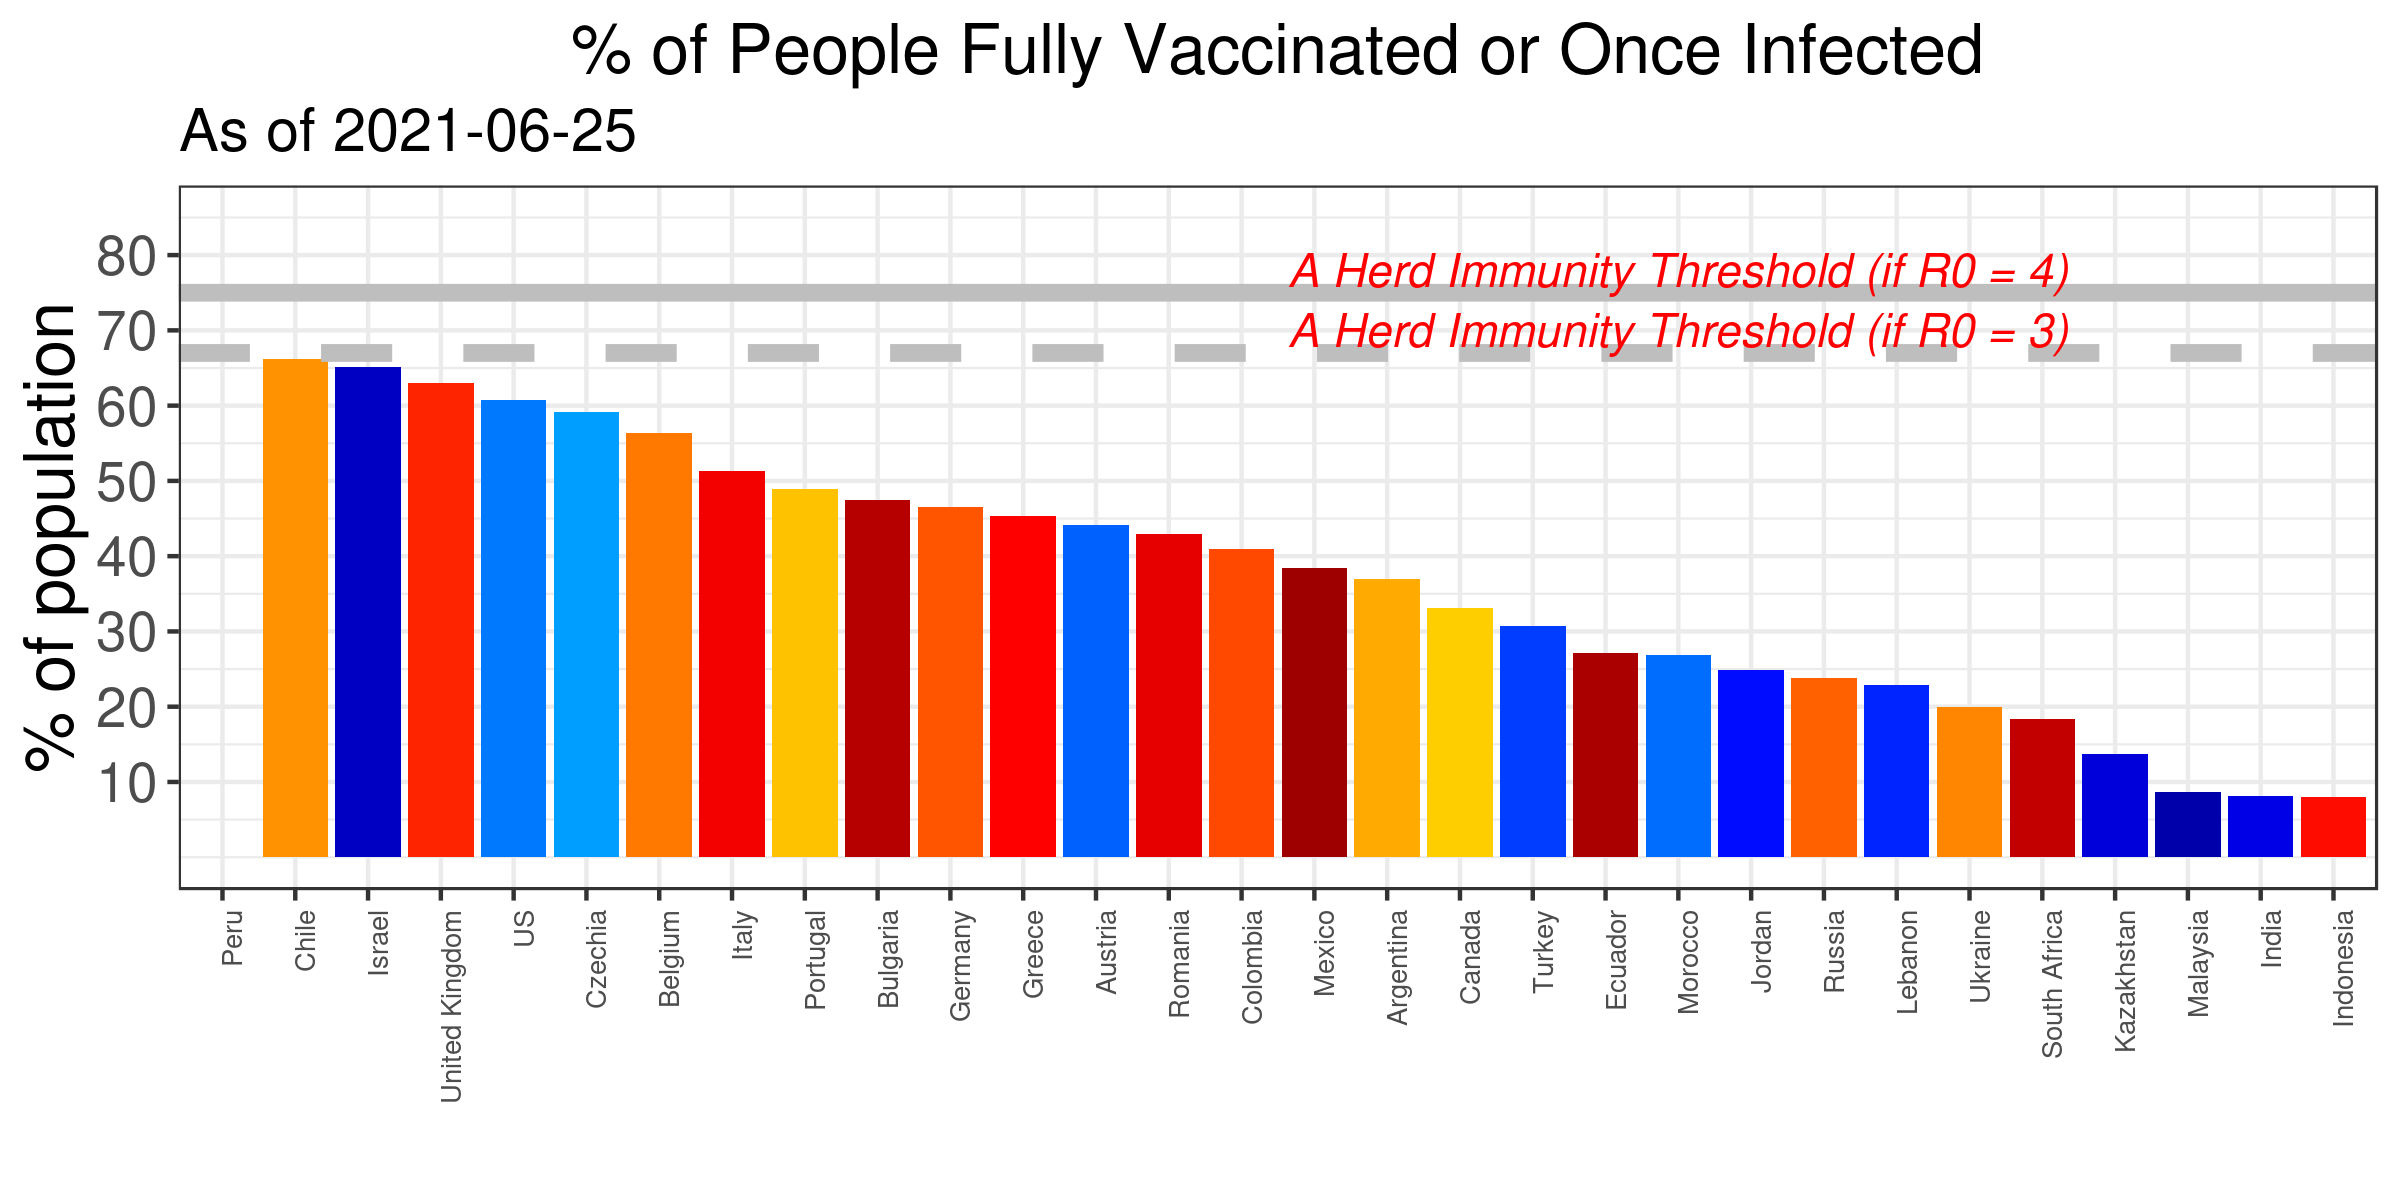 % of People Fully Vaccinated or Once Infected
As of 2021-06-25
% of population
80
70
60
50
40
30
20
10
A Herd Immunity Threshold (if R0 = 4)
A Herd Immunity Threshold (if R0 = 3)
Peru
Chile
Israel
United Kingdom
US
Czechia
Belgium
Italy
Portugal
Bulgaria
Germany
Greece
Austria
Romania
Colombia
Mexico
Argentina
Canada
Turkey
Ecuador
Morocco
Jordan
Russia
Lebanon
Ukraine
South Africa
Kazakhstan
Malaysia
India
Indonesia